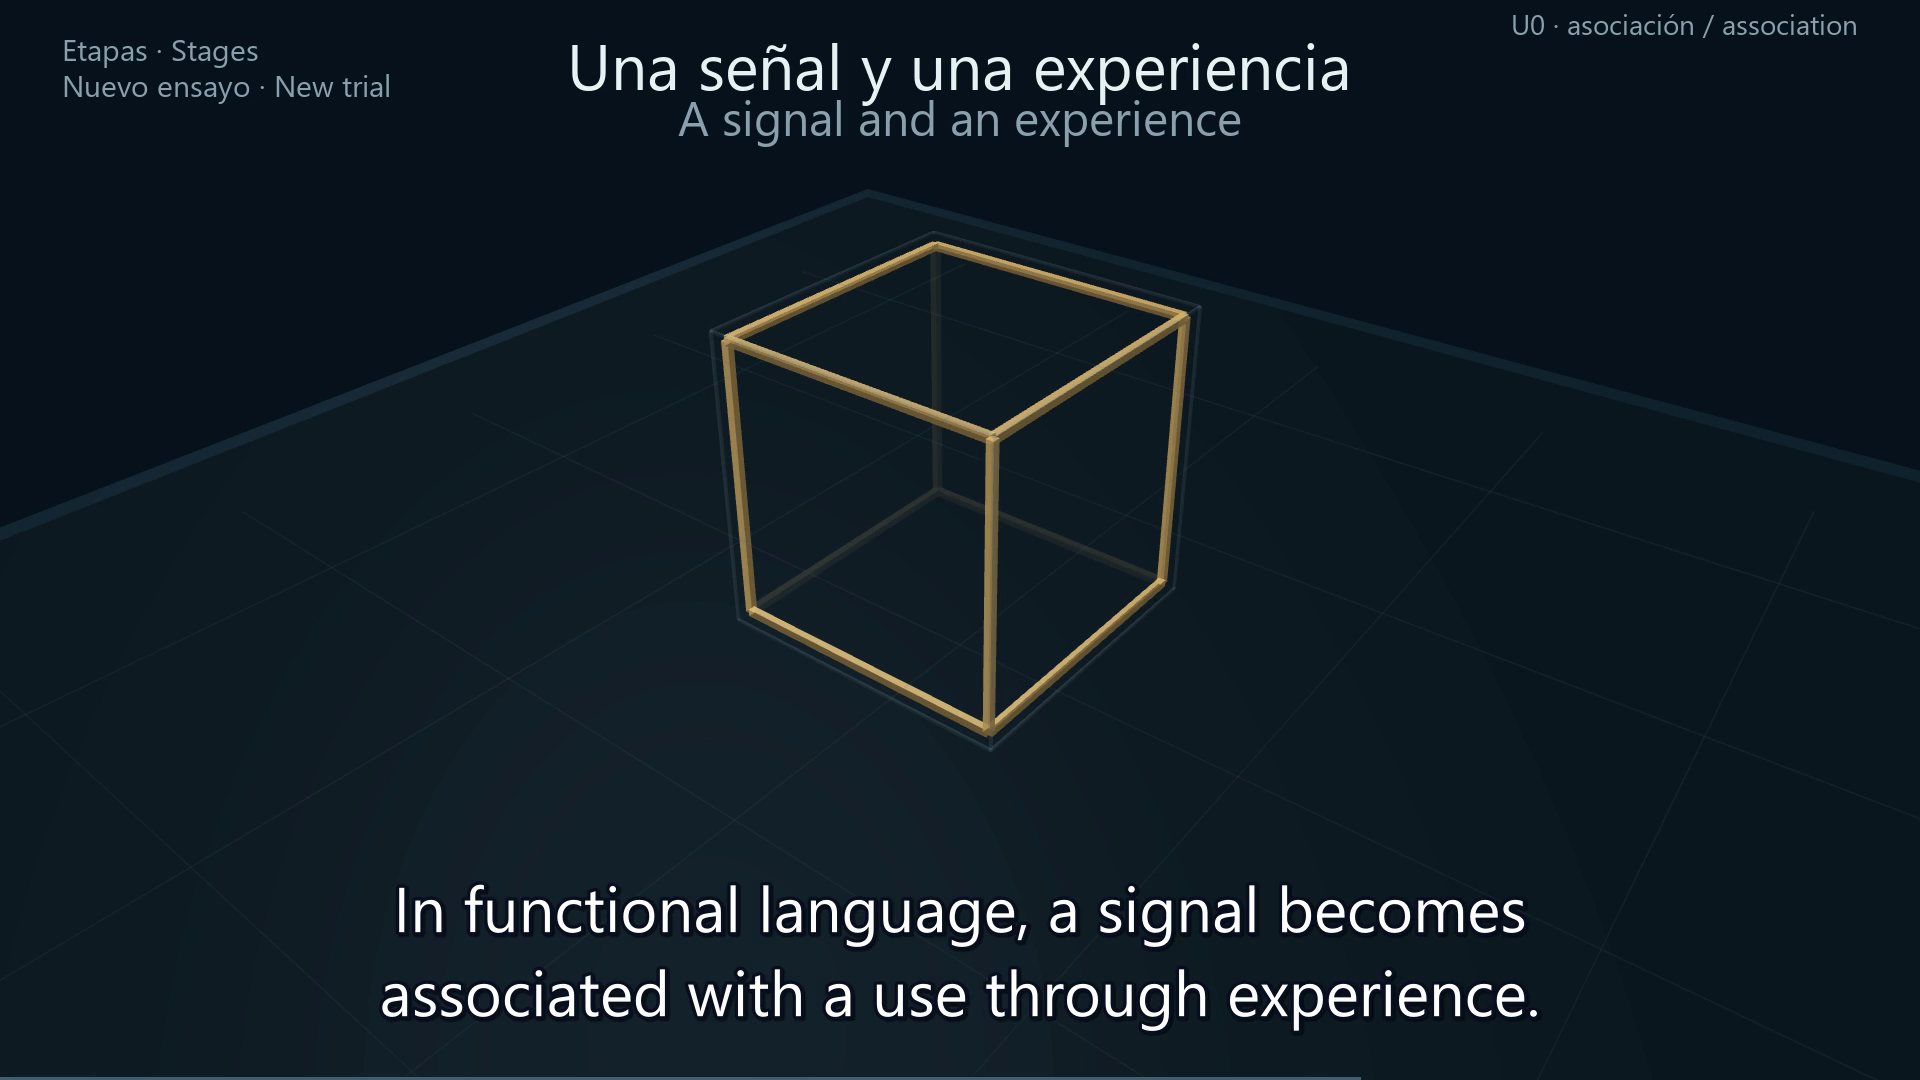 Etapas · Stages
Nuevo ensayo · New trial
Una señal y una experiencia
A signal and an experience
U0 · asociación / association
In functional language, a signal becomes
associated with a use through experience.